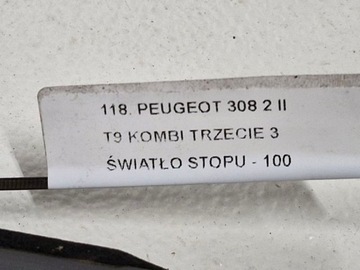 118. PEUGEOT 308 2 II
T9 KOMBI TRZECIE 3
ŚWIATŁO STOPU - 100